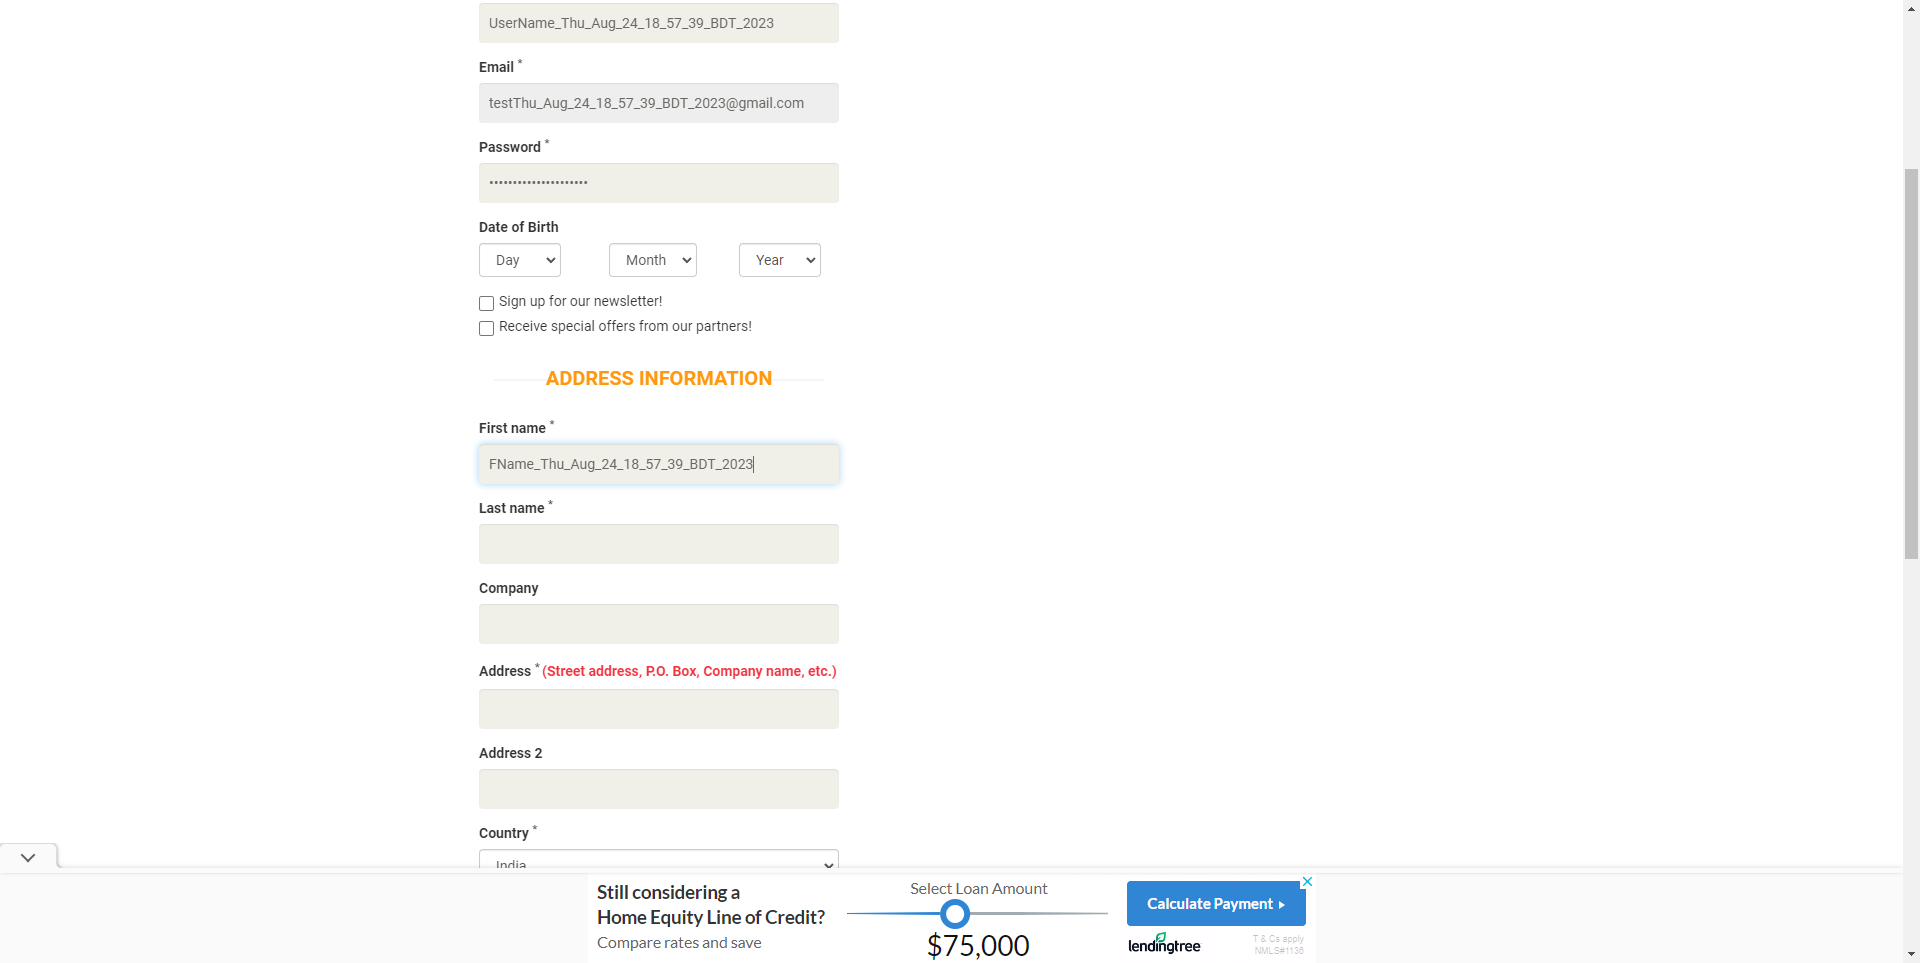 UserName_Thu_Aug_24_18_57_39_BDT_2023
Email *
testThu_Aug_24_18_57_39_BDT_2023@gmail.com
Password *
•••••••••••••••••••••
Date of Birth
Day Month Year
Sign up for our newsletter!
Receive special offers from our partners!
ADDRESS INFORMATION
First name *
FName_Thu_Aug_24_18_57_39_BDT_2023
Last name *
Company
Address * (Street address, P.O. Box, Company name, etc.)
Address 2
Country *
India
Still considering a
Home Equity Line of Credit?
Compare rates and save
Select Loan Amount
$75,000
Calculate Payment
lendingtree
T & Cs apply
NMLS#1136